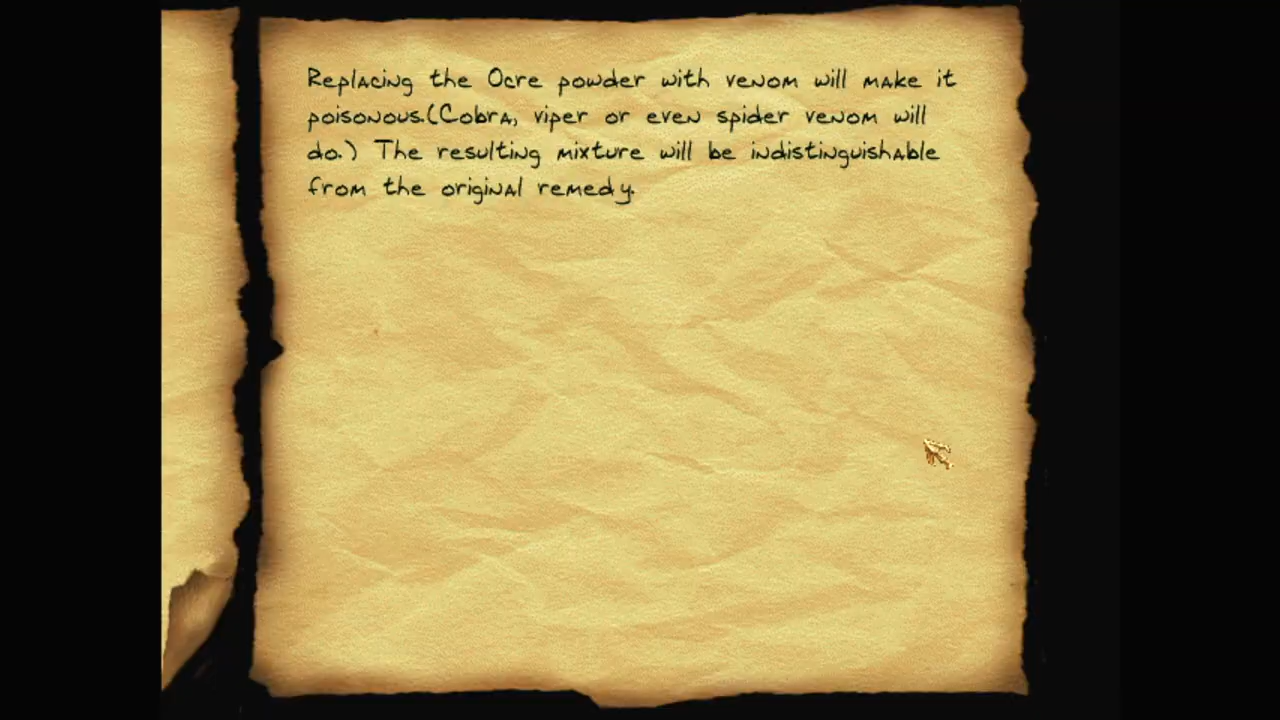 Replacing the Ocre powder with venom will make it
poisonous.(Cobra, viper or even spider venom will
do.) The resulting mixture will be indistinguishable
from the original remedy.